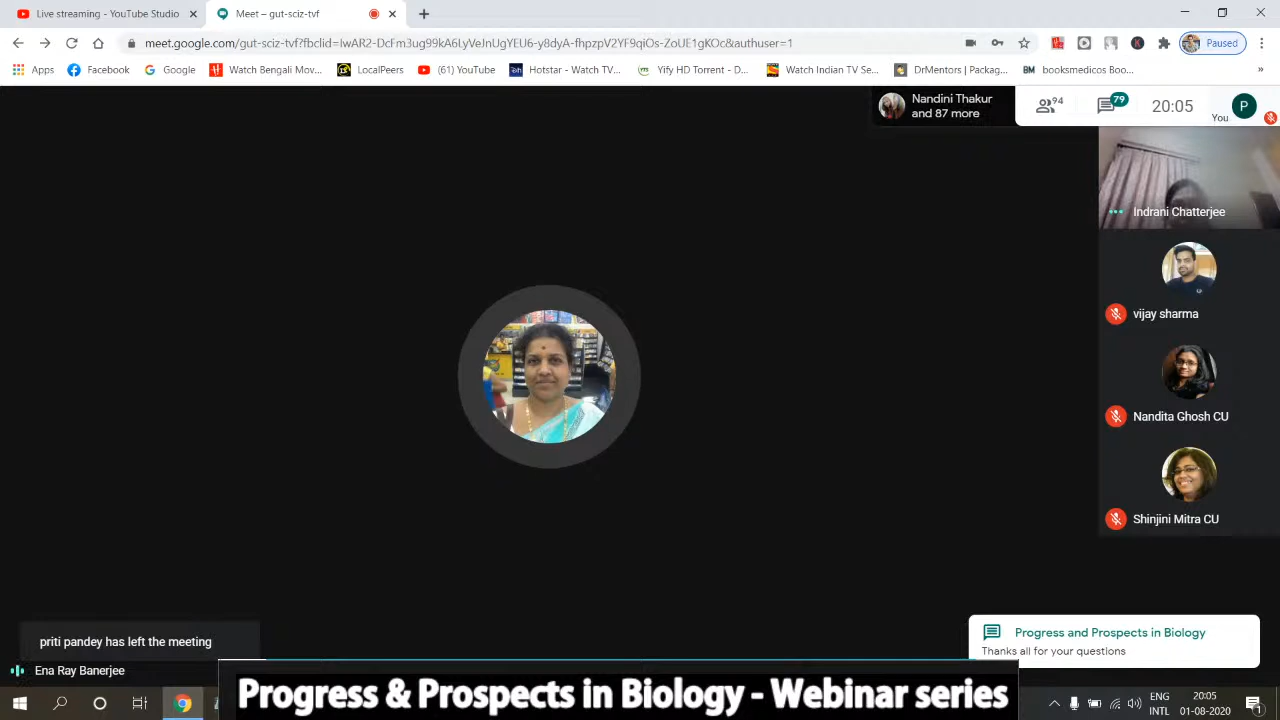 Live streaming - YouTube Studio
Meet – gut-sciz-tvf
meet.google.com/gut-sciz-tvf?fbclid=IwAR2-DcFm3ug99kA6LyVeIpUq1EU6-y8dyA-fhpzpV2YF9qiOs-ZoUE1gKOc&authuser=1
Paused
Apps
Facebook
Google
Watch Bengali Mov...
LocalPeers
(61) YouTube
Hotstar - Watch TV...
Yify HD Torrent - D...
Watch Indian TV Se...
DrMentors | Packag...
BM booksmedicos Boo...
Nandini Thakur
and 87 more
94
79
20:05
You
P
Indrani Chatterjee
vijay sharma
Nandita Ghosh CU
Shinjini Mitra CU
priti pandey has left the meeting
Ena Ray Banerjee
Progress and Prospects in Biology
Thanks all for your questions
Progress & Prospects in Biology - Webinar series
ENG
INTL
20:05
01-08-2020